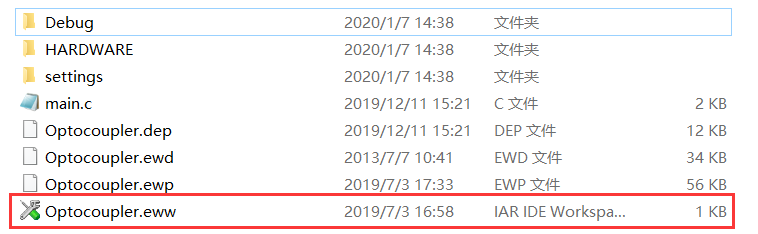 Debug 2020/1/7 14:38 文件夹
HARDWARE 2020/1/7 14:38 文件夹
settings 2020/1/7 14:38 文件夹
main.c 2019/12/11 15:21 C 文件 2 KB
Optocoupler.dep 2019/12/11 15:21 DEP 文件 12 KB
Optocoupler.ewd 2013/7/7 10:41 EWD 文件 34 KB
Optocoupler.ewp 2019/7/3 17:33 EWP 文件 56 KB
Optocoupler.eww 2019/7/3 16:58 IAR IDE Workspa... 1 KB